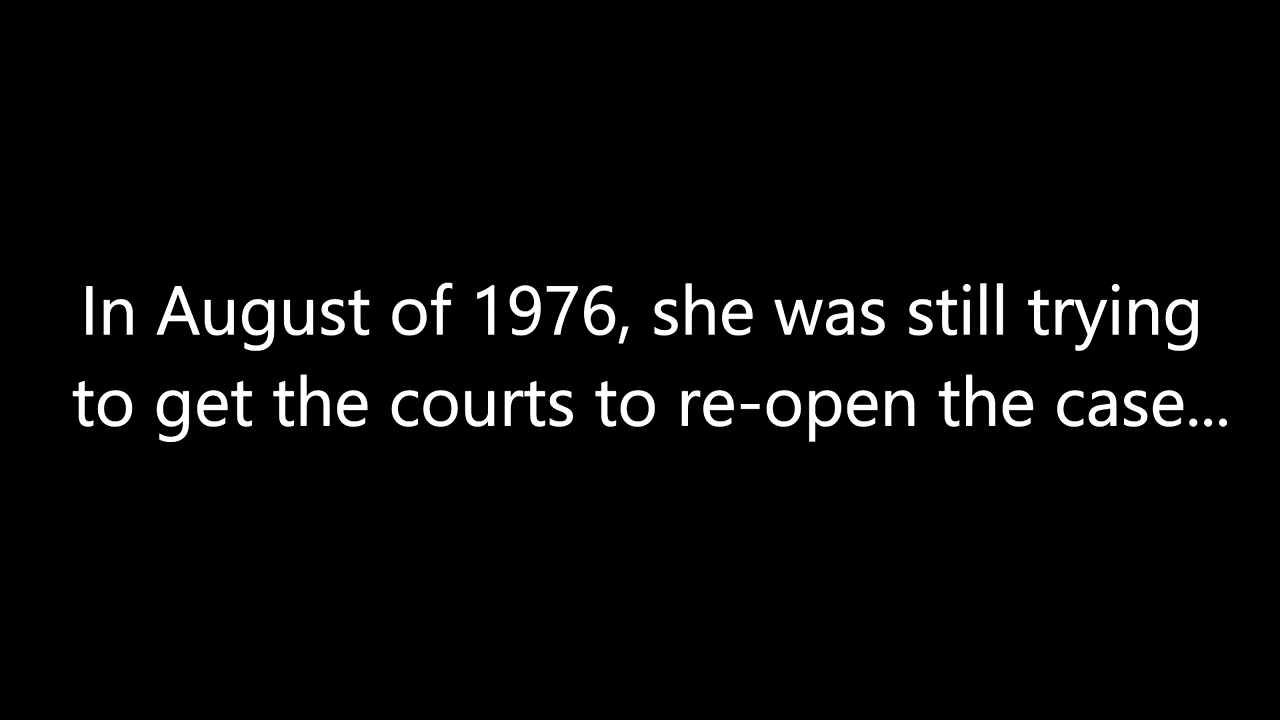 In August of 1976, she was still trying
to get the courts to re-open the case...